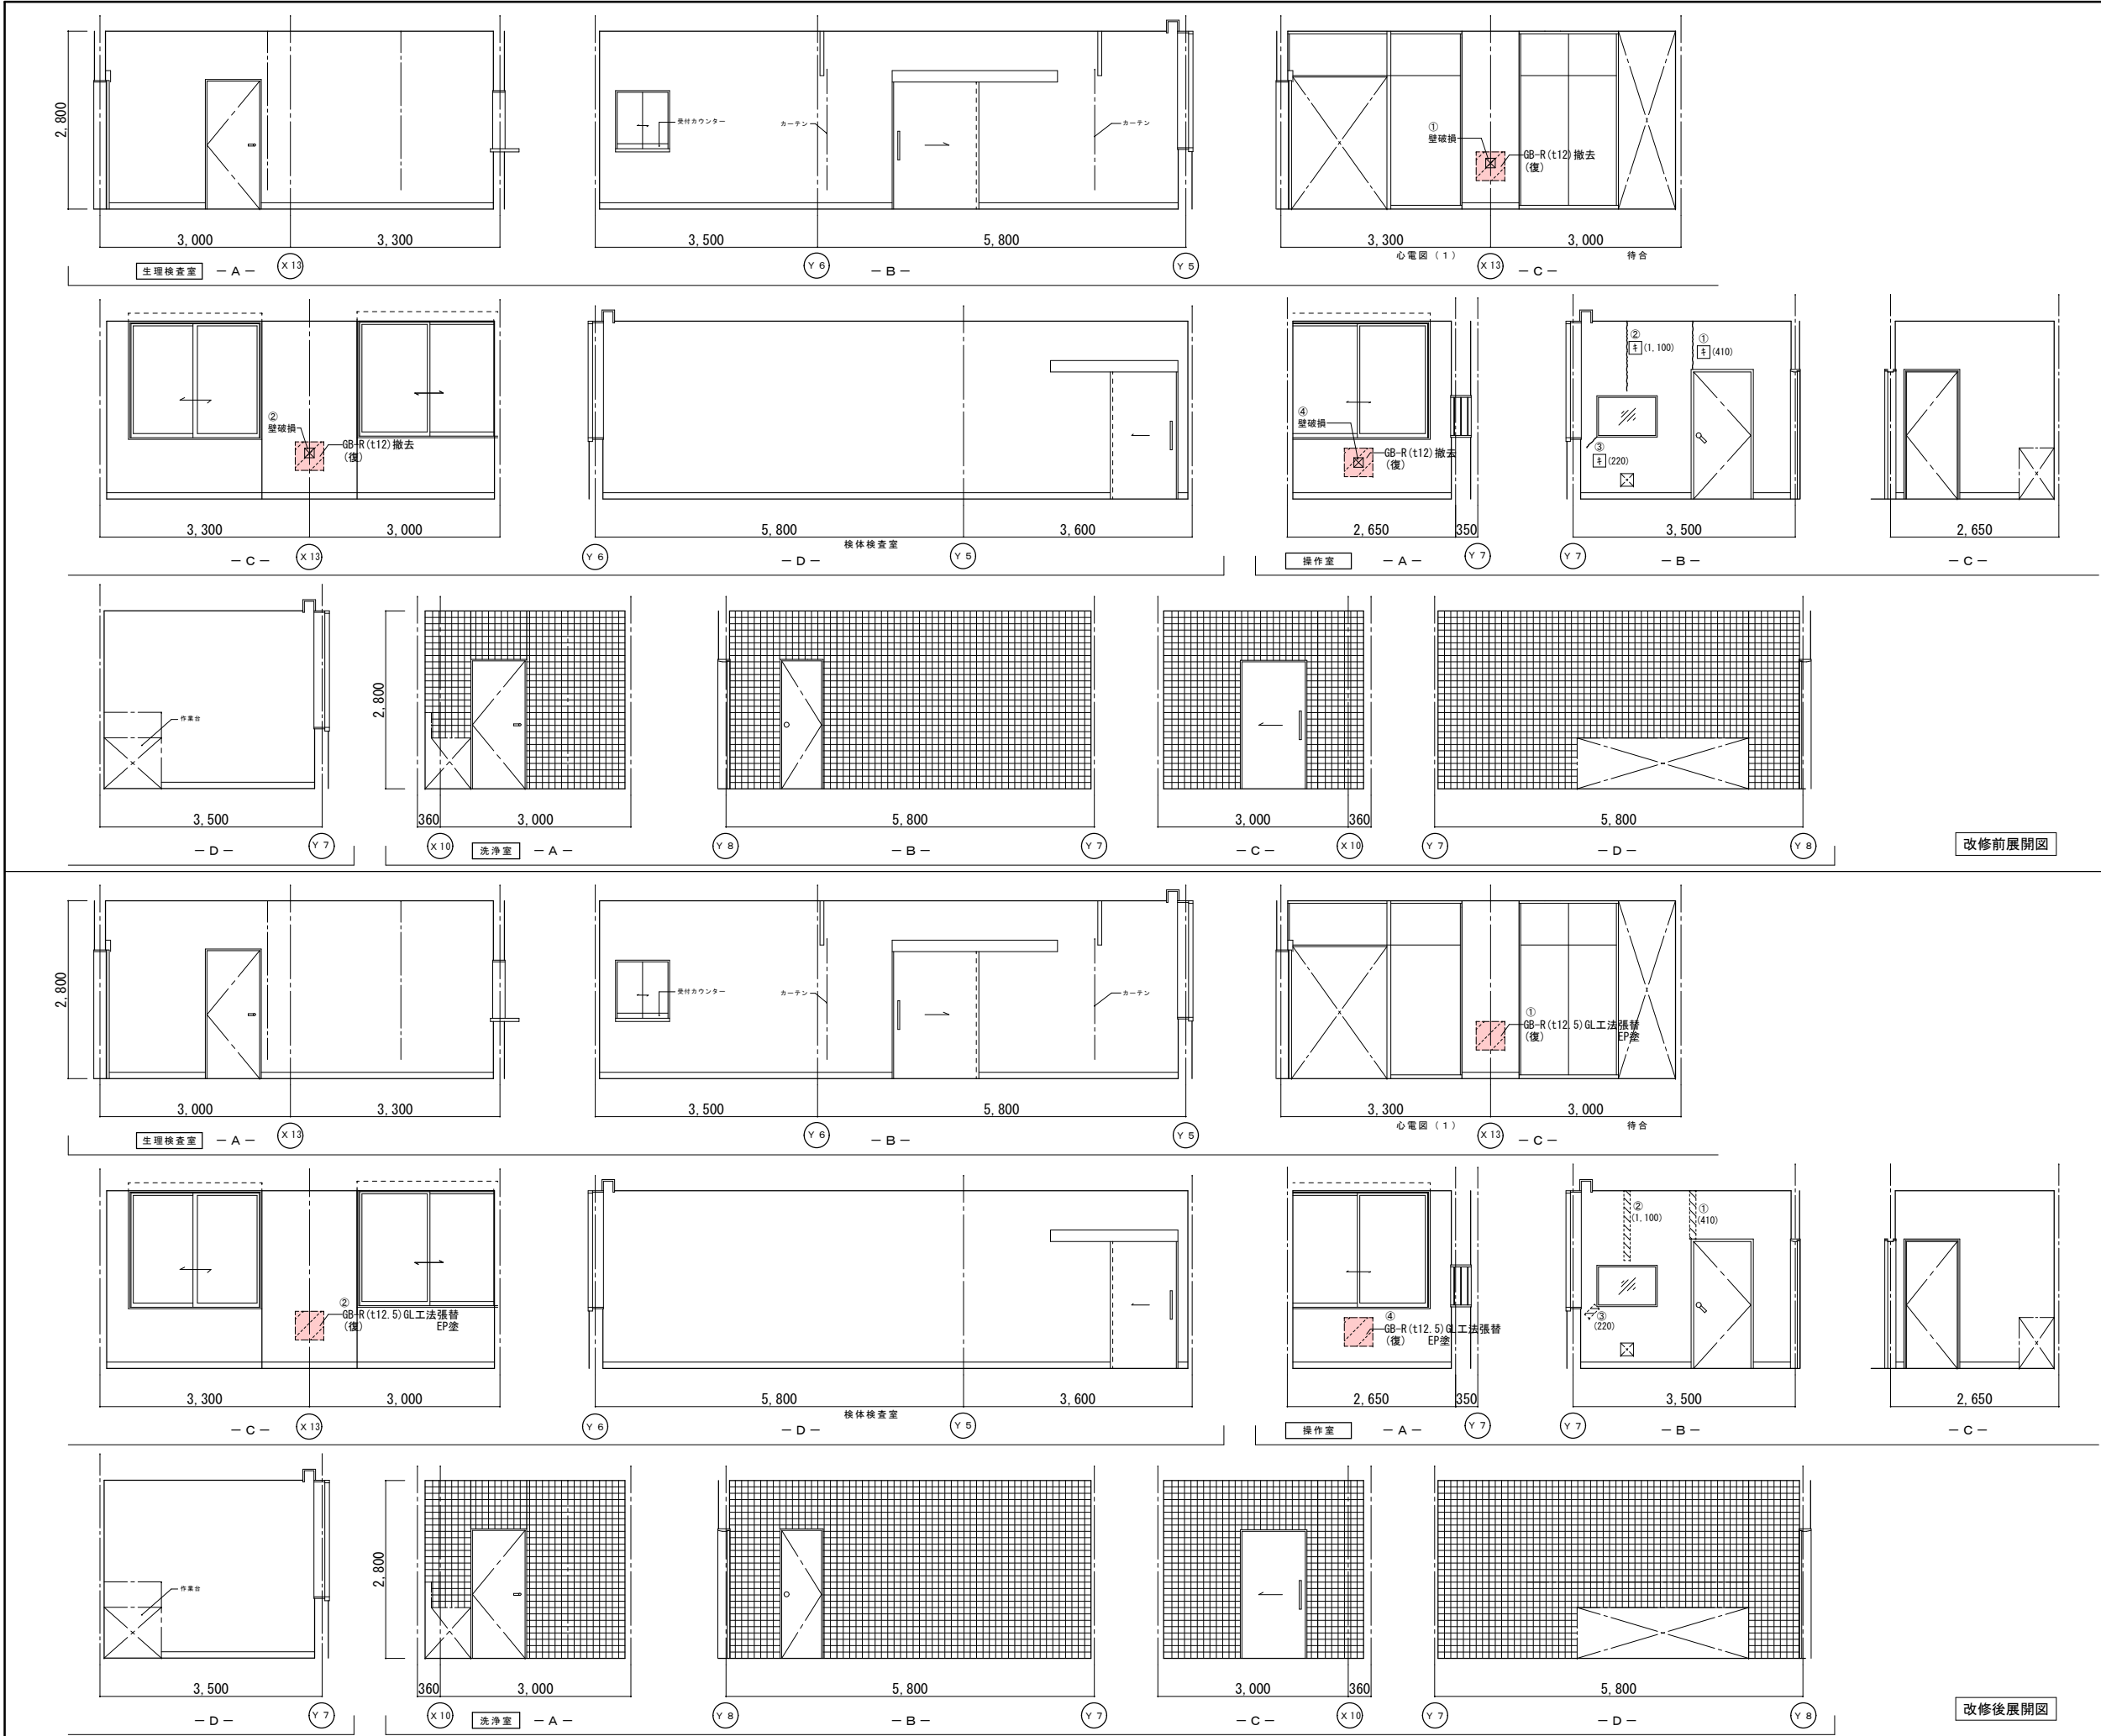 2,800
受付カウンター
カーテン
カーテン
①
壁破損
GB-R(t12)撤去
(復)
3,000
3,300
3,500
5,800
3,300
3,000
心電図(1)
待合
生理検査室
－A－
X13
Y6
－B－
Y5
X13
－C－
②
壁破損
GB-R(t12)撤去
(復)
④
壁破損
GB-R(t12)撤去
(復)
②
キ (1,100)
①
キ (410)
③
キ (220)
3,300
3,000
5,800
3,600
検体検査室
2,650
350
3,500
2,650
－C－
X13
Y6
－D－
Y5
操作室
－A－
Y7
Y7
－B－
－C－
作業台
2,800
3,500
360
3,000
5,800
3,000
360
5,800
－D－
Y7
X10
洗浄室
－A－
Y8
－B－
Y7
－C－
X10
Y7
－D－
Y8
改修前展開図
2,800
受付カウンター
カーテン
カーテン
①
GB-R(t12.5)GL工法張替
(復) EP塗
3,000
3,300
3,500
5,800
3,300
3,000
心電図(1)
待合
生理検査室
－A－
X13
Y6
－B－
Y5
X13
－C－
②
GB-R(t12.5)GL工法張替
(復) EP塗
④
GB-R(t12.5)GL工法張替
(復) EP塗
②
(1,100)
①
(410)
③
(220)
3,300
3,000
5,800
3,600
検体検査室
2,650
350
3,500
2,650
－C－
X13
Y6
－D－
Y5
操作室
－A－
Y7
Y7
－B－
－C－
作業台
2,800
3,500
360
3,000
5,800
3,000
360
5,800
－D－
Y7
X10
洗浄室
－A－
Y8
－B－
Y7
－C－
X10
Y7
－D－
Y8
改修後展開図